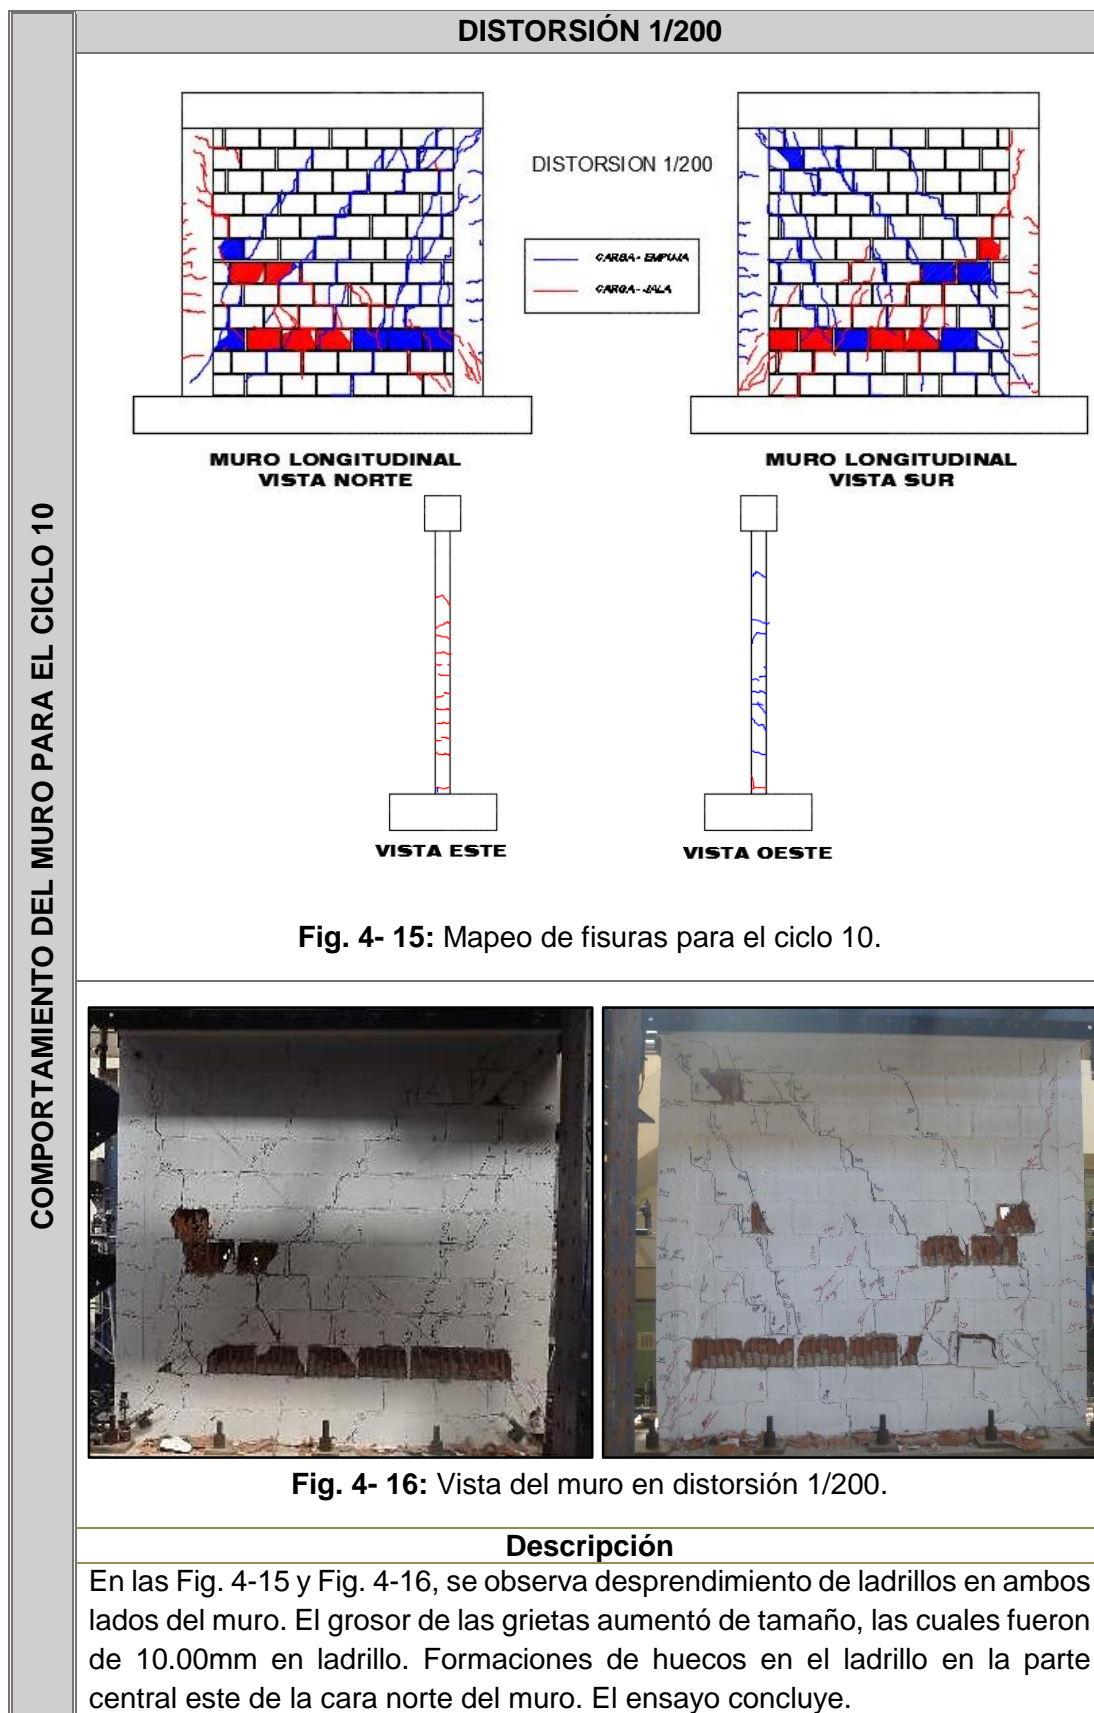 DISTORSIÓN 1/200
COMPORTAMIENTO DEL MURO PARA EL CICLO 10
DISTORSION 1/200
CARGA - EMPUJA
CARGA - JALA
MURO LONGITUDINAL
VISTA NORTE
MURO LONGITUDINAL
VISTA SUR
VISTA ESTE
VISTA OESTE
Fig. 4- 15: Mapeo de fisuras para el ciclo 10.
Fig. 4- 16: Vista del muro en distorsión 1/200.
Descripción
En las Fig. 4-15 y Fig. 4-16, se observa desprendimiento de ladrillos en ambos
lados del muro. El grosor de las grietas aumentó de tamaño, las cuales fueron
de 10.00mm en ladrillo. Formaciones de huecos en el ladrillo en la parte
central este de la cara norte del muro. El ensayo concluye.